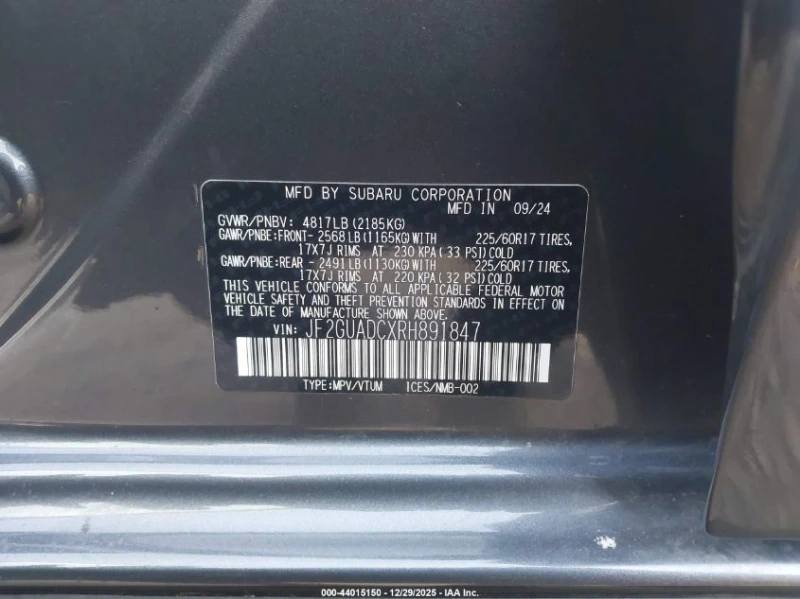 MFD BY SUBARU CORPORATION
MFD IN 09/24
GVWR/PNBV: 4817LB(2185KG)
GAWR/PNBE:FRONT-2568LB(1165KG)WITH 225/60R17 TIRES,
17X7J RIMS AT 230 KPA(33 PSI)COLD
GAWR/PNBE:REAR -2491LB(1130KG)WITH 225/60R17 TIRES,
17X7J RIMS AT 220 KPA(32 PSI)COLD
THIS VEHICLE CONFORMS TO ALL APPLICABLE FEDERAL MOTOR
VEHICLE SAFETY AND THEFT PREVENTION STANDARDS IN EFFECT ON
THE DATE OF MANUFACTURE SHOWN ABOVE.
VIN: JF2GUADCXRH891847
TYPE:MPV/VTUM ICES/NMB-002
000-44015150 - 12/29/2025 - IAA Inc.